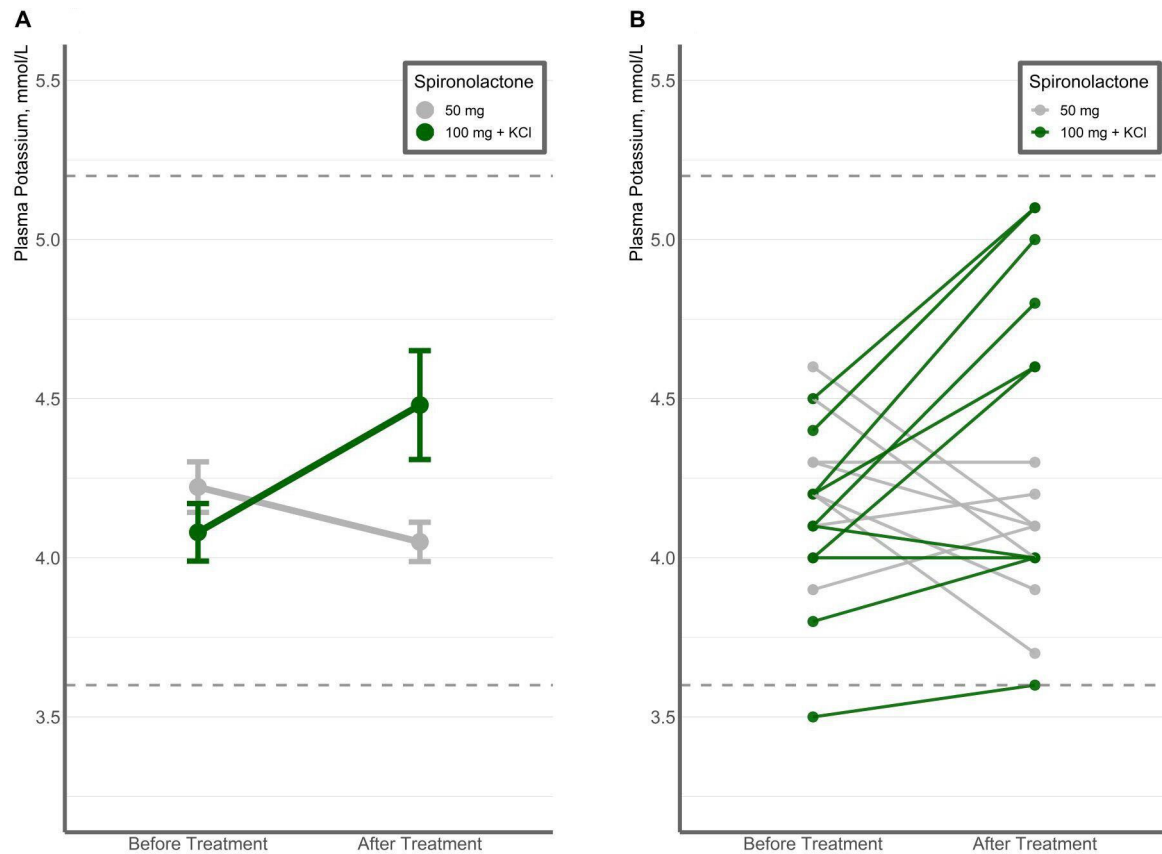 A
Plasma Potassium, mmol/L
5.5
5.0
4.5
4.0
3.5
Before Treatment
After Treatment
Spironolactone
50 mg
100 mg + KCl
B
Plasma Potassium, mmol/L
5.5
5.0
4.5
4.0
3.5
Before Treatment
After Treatment
Spironolactone
50 mg
100 mg + KCl